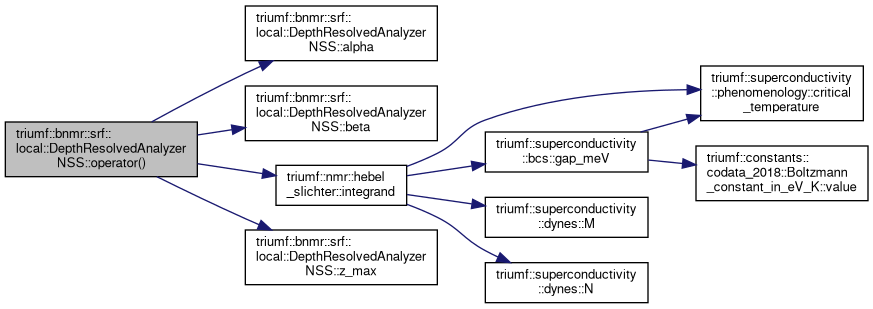 triumf::bnmr::srf::
local::DepthResolvedAnalyzer
NSS::operator()
triumf::bnmr::srf::
local::DepthResolvedAnalyzer
NSS::alpha
triumf::bnmr::srf::
local::DepthResolvedAnalyzer
NSS::beta
triumf::nmr::hebel
_slichter::integrand
triumf::bnmr::srf::
local::DepthResolvedAnalyzer
NSS::z_max
triumf::superconductivity
::bcs::gap_meV
triumf::superconductivity
::dynes::M
triumf::superconductivity
::dynes::N
triumf::superconductivity
::phenomenology::critical
_temperature
triumf::constants::
codata_2018::Boltzmann
_constant_in_eV_K::value